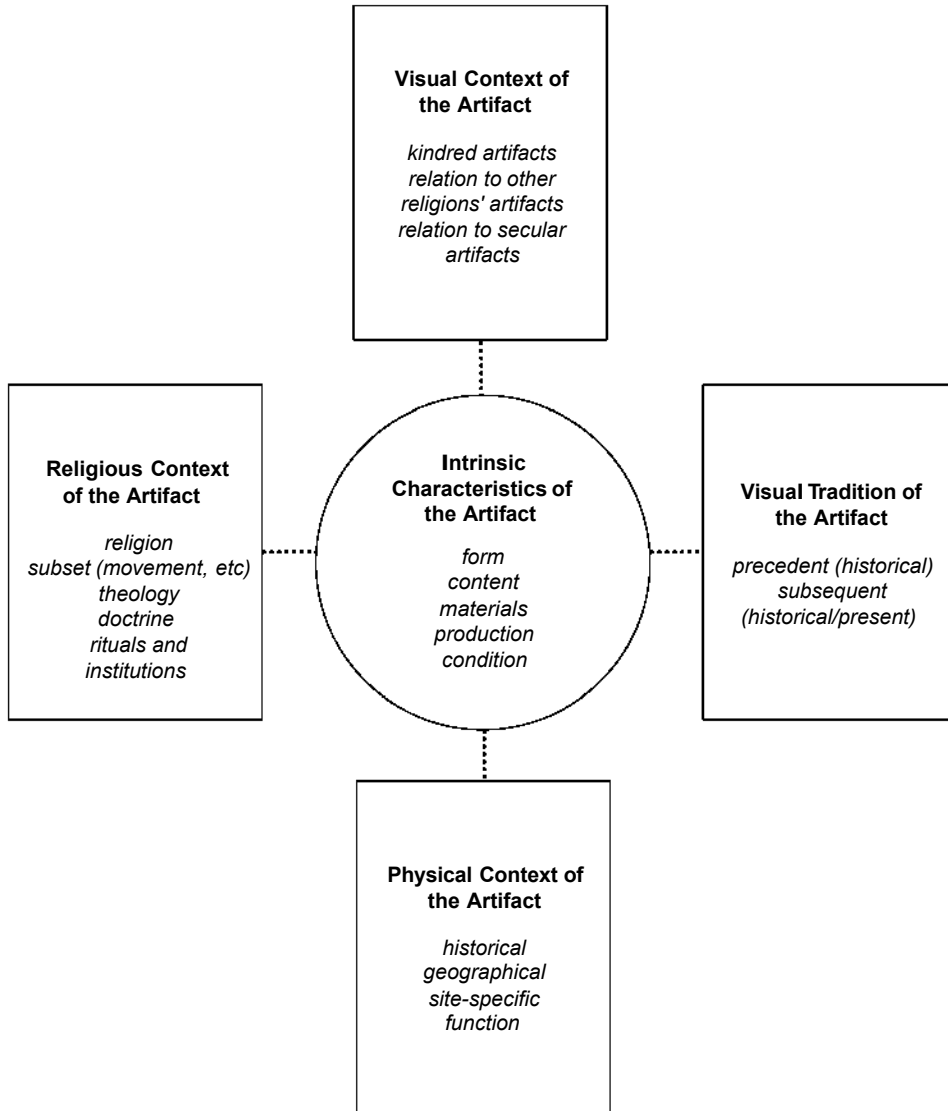 Visual Context of
the Artifact
kindred artifacts
relation to other
religions' artifacts
relation to secular
artifacts
Religious Context
of the Artifact
religion
subset (movement, etc)
theology
doctrine
rituals and
institutions
Intrinsic
Characteristics of
the Artifact
form
content
materials
production
condition
Visual Tradition of
the Artifact
precedent (historical)
subsequent
(historical/present)
Physical Context of
the Artifact
historical
geographical
site-specific
function